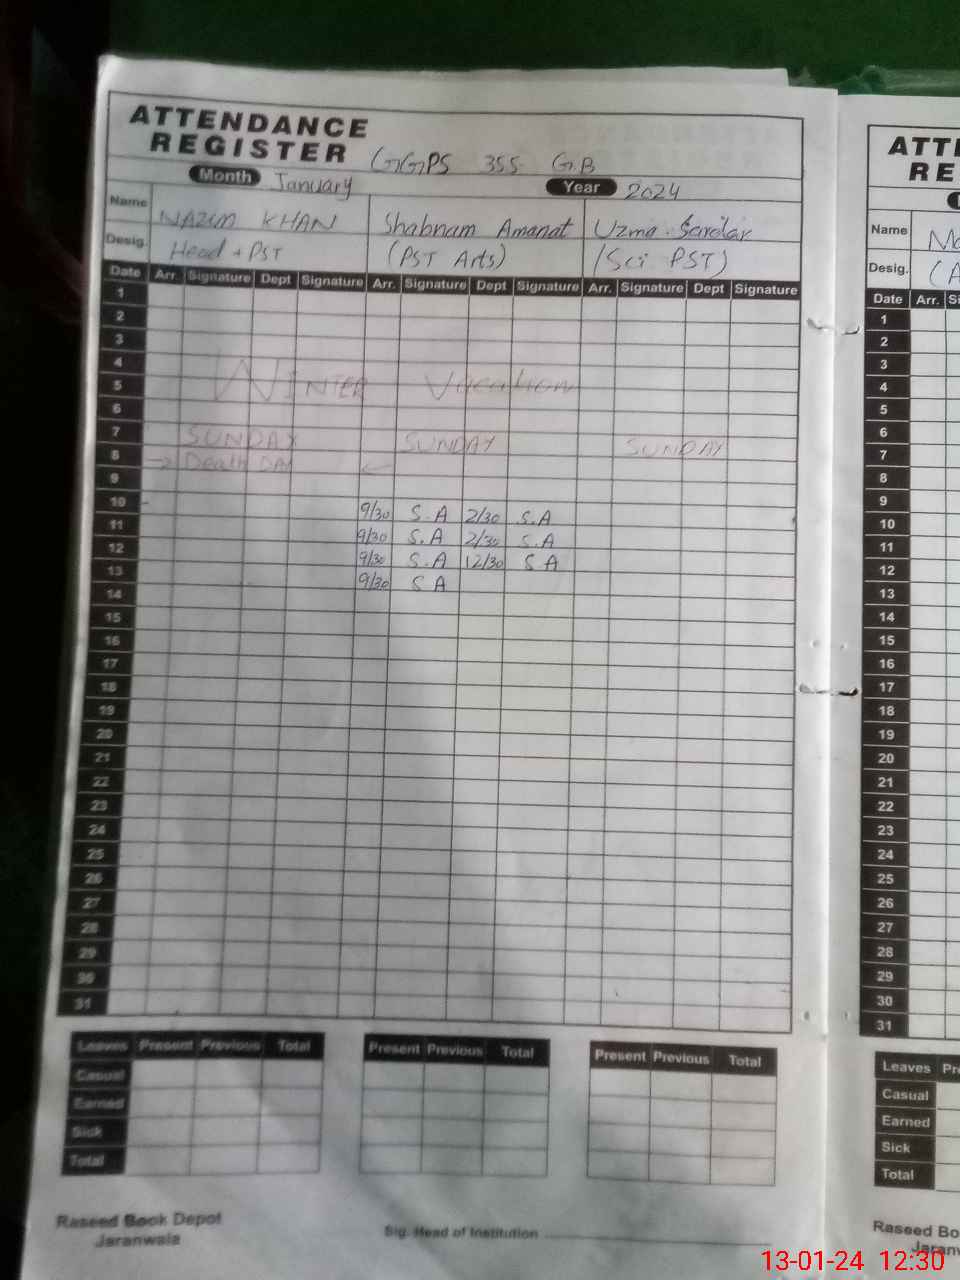 ATTENDANCE
REGISTER GGPS 355 G.B
Month January Year 2024
Name NAZIM KHAN Shabnam Amanat Uzma Sardar
Desig. Head + PST (PST Arts) (Sci PST)
Date Arr. Signature Dept Signature Arr. Signature Dept Signature Arr. Signature Dept Signature
1
2
3
4
WINTER Vacation
5
6
7 SUNDAY SUNDAY SUNDAY
8 Death DA
9
10 9/30 S.A 2/30 S.A
11 9/30 S.A 2/30 S.A
12 9/30 S.A 12/30 S A
13 9/30 S A
14
15
16
17
18
19
20
21
22
23
24
25
26
27
28
29
30
31
Leaves Present Previous Total Present Previous Total Present Previous Total
Casual
Earned
Sick
Total
Raseed Book Depot
Jaranwala
Sig. Head of Institution
ATT
RE
Name
Desig. (A
Date Arr. Si
1
2
3
4
5
6
7
8
9
10
11
12
13
14
15
16
17
18
19
20
21
22
23
24
25
26
27
28
29
30
31
Leaves Pr
Casual
Earned
Sick
Total
Raseed Bo
Jaran
13-01-24 12:30